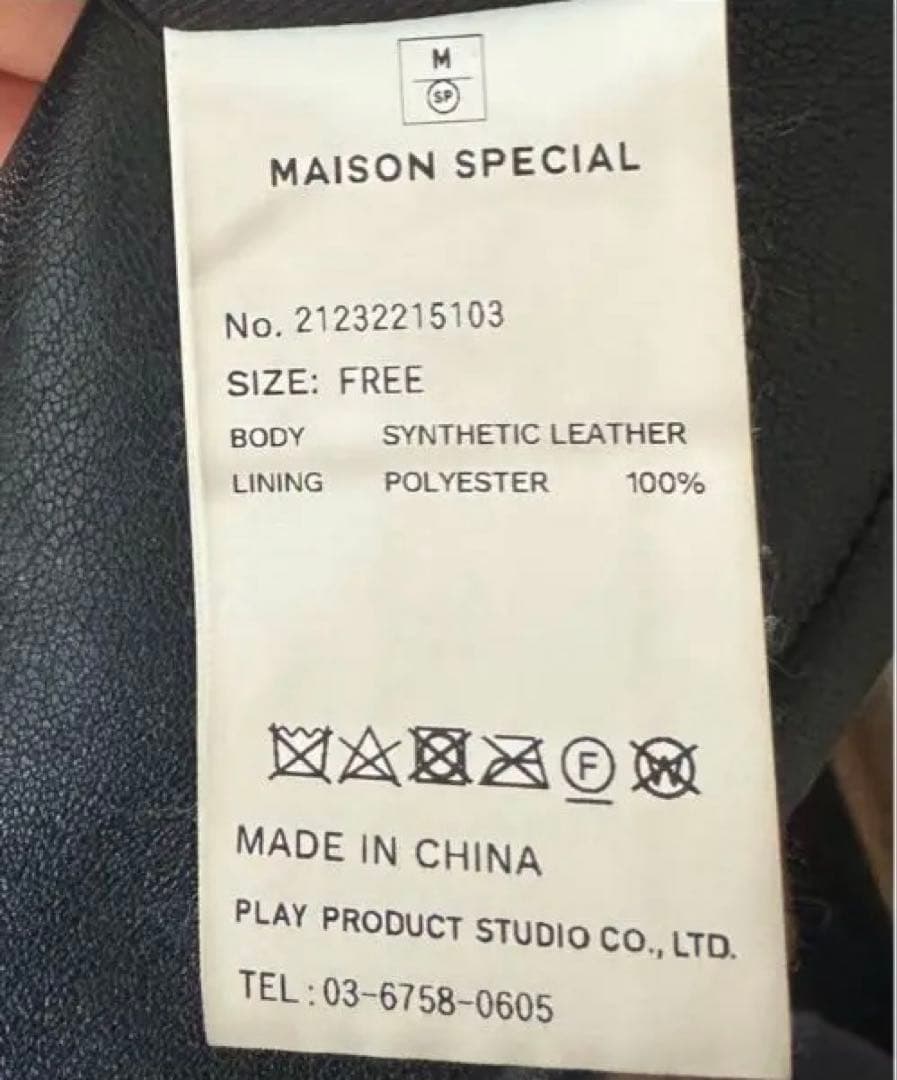 M
SP
MAISON SPECIAL
No. 21232215103
SIZE: FREE
BODY SYNTHETIC LEATHER
LINING POLYESTER 100%
F W
MADE IN CHINA
PLAY PRODUCT STUDIO CO., LTD.
TEL:03-6758-0605